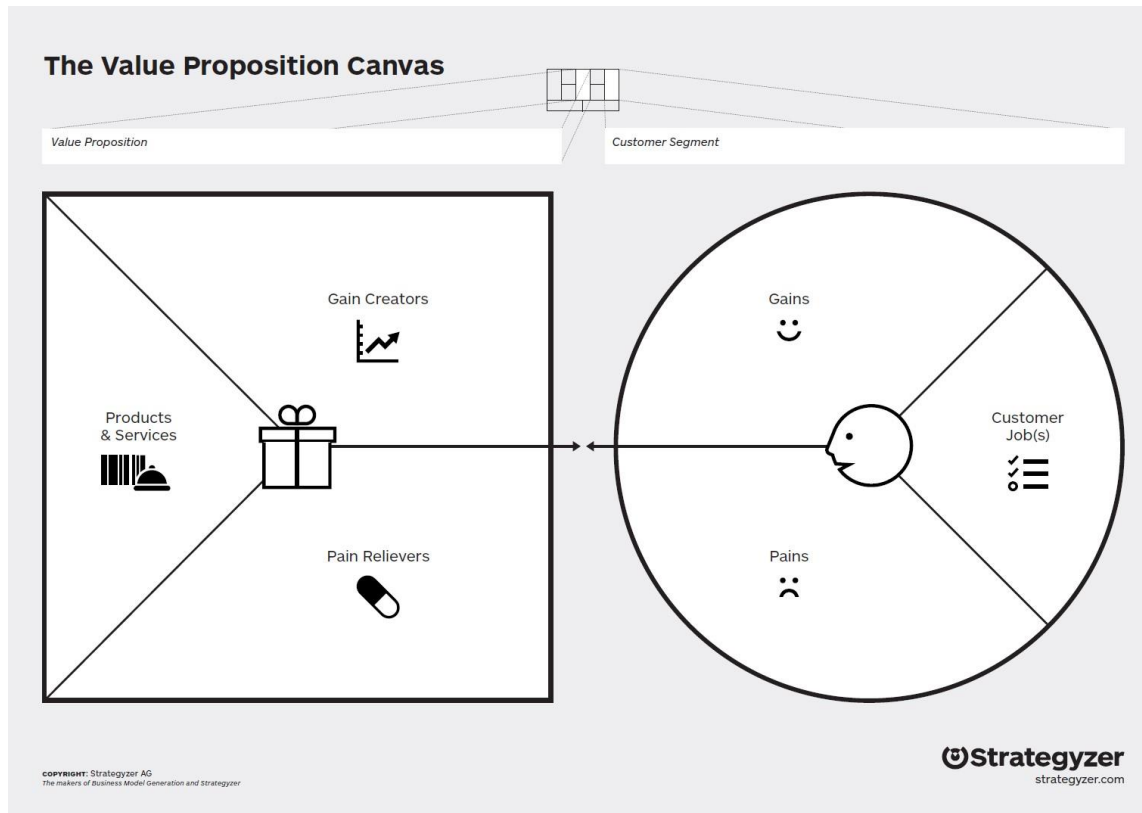 The Value Proposition Canvas
Value Proposition
Customer Segment
Gain Creators
Gains
Products
& Services
Customer
Job(s)
Pain Relievers
Pains
COPYRIGHT: Strategyzer AG
The makers of Business Model Generation and Strategyzer
Strategyzer
strategyzer.com